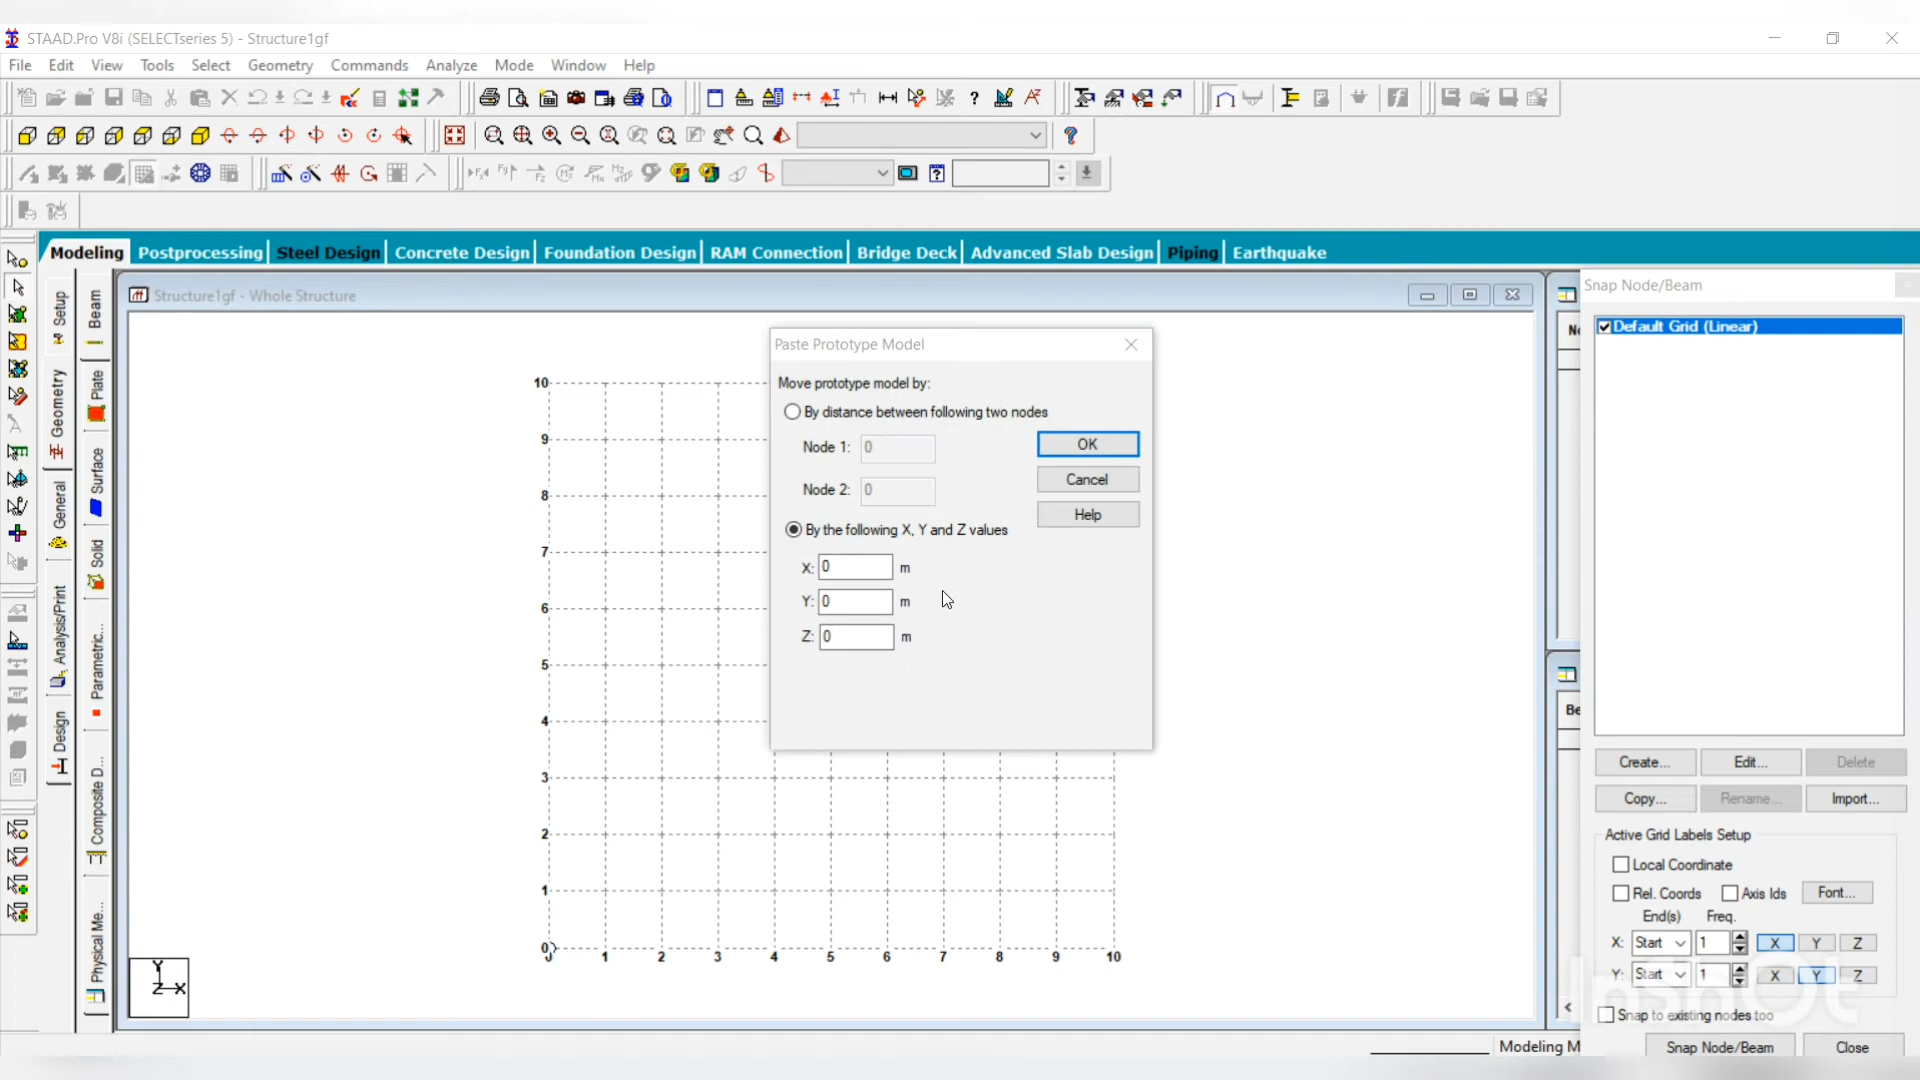 STAAD.Pro V8i (SELECTseries 5) - Structure1gf
File Edit View Tools Select Geometry Commands Analyze Mode Window Help
Modeling Postprocessing Steel Design Concrete Design Foundation Design RAM Connection Bridge Deck Advanced Slab Design Piping Earthquake
Setup
Geometry
General
Analysis/Print
Design
Beam
Plate
Surface
Solid
Parametric...
Composite D...
Physical Me...
Structure1gf - Whole Structure
10
9
8
7
6
5
4
3
2
1
0
0 1 2 3 4 5 6 7 8 9 10
Y
Z X
Paste Prototype Model
Move prototype model by:
By distance between following two nodes
Node 1: 0
Node 2: 0
OK
Cancel
Help
By the following X, Y and Z values
X: 0 m
Y: 0 m
Z: 0 m
Snap Node/Beam
Default Grid (Linear)
Create... Edit... Delete
Copy... Rename... Import...
Active Grid Labels Setup
Local Coordinate
Rel. Coords Axis Ids Font...
End(s) Freq.
X: Start 1 X Y Z
Y: Start 1 X Y Z
Snap to existing nodes too
Snap Node/Beam Close
InShOt
Modeling M